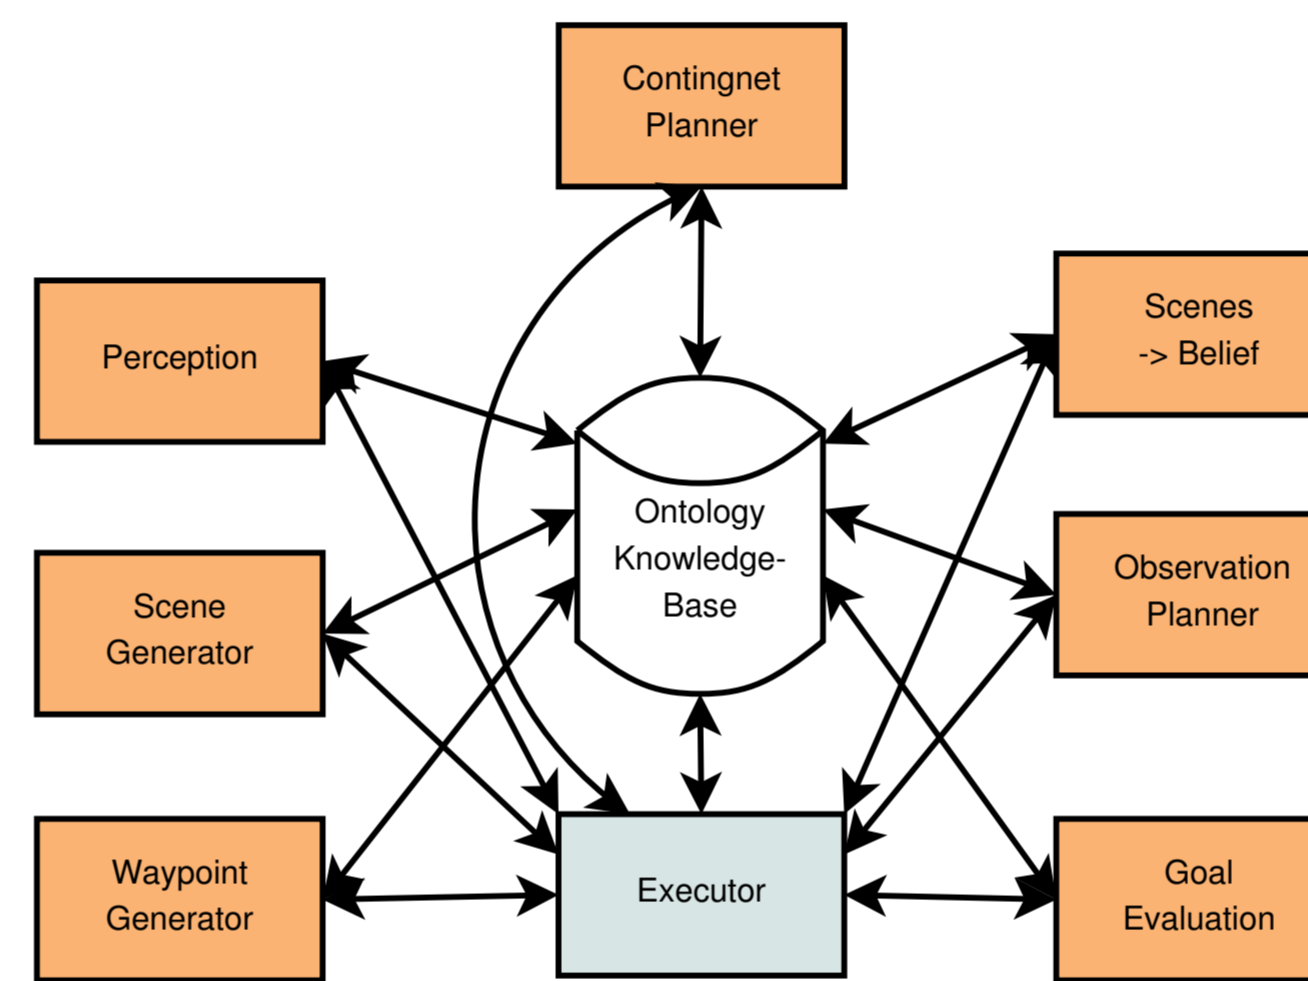 Contingnet
Planner
Perception
Scenes
-> Belief
Ontology
Knowledge-
Base
Scene
Generator
Observation
Planner
Waypoint
Generator
Executor
Goal
Evaluation